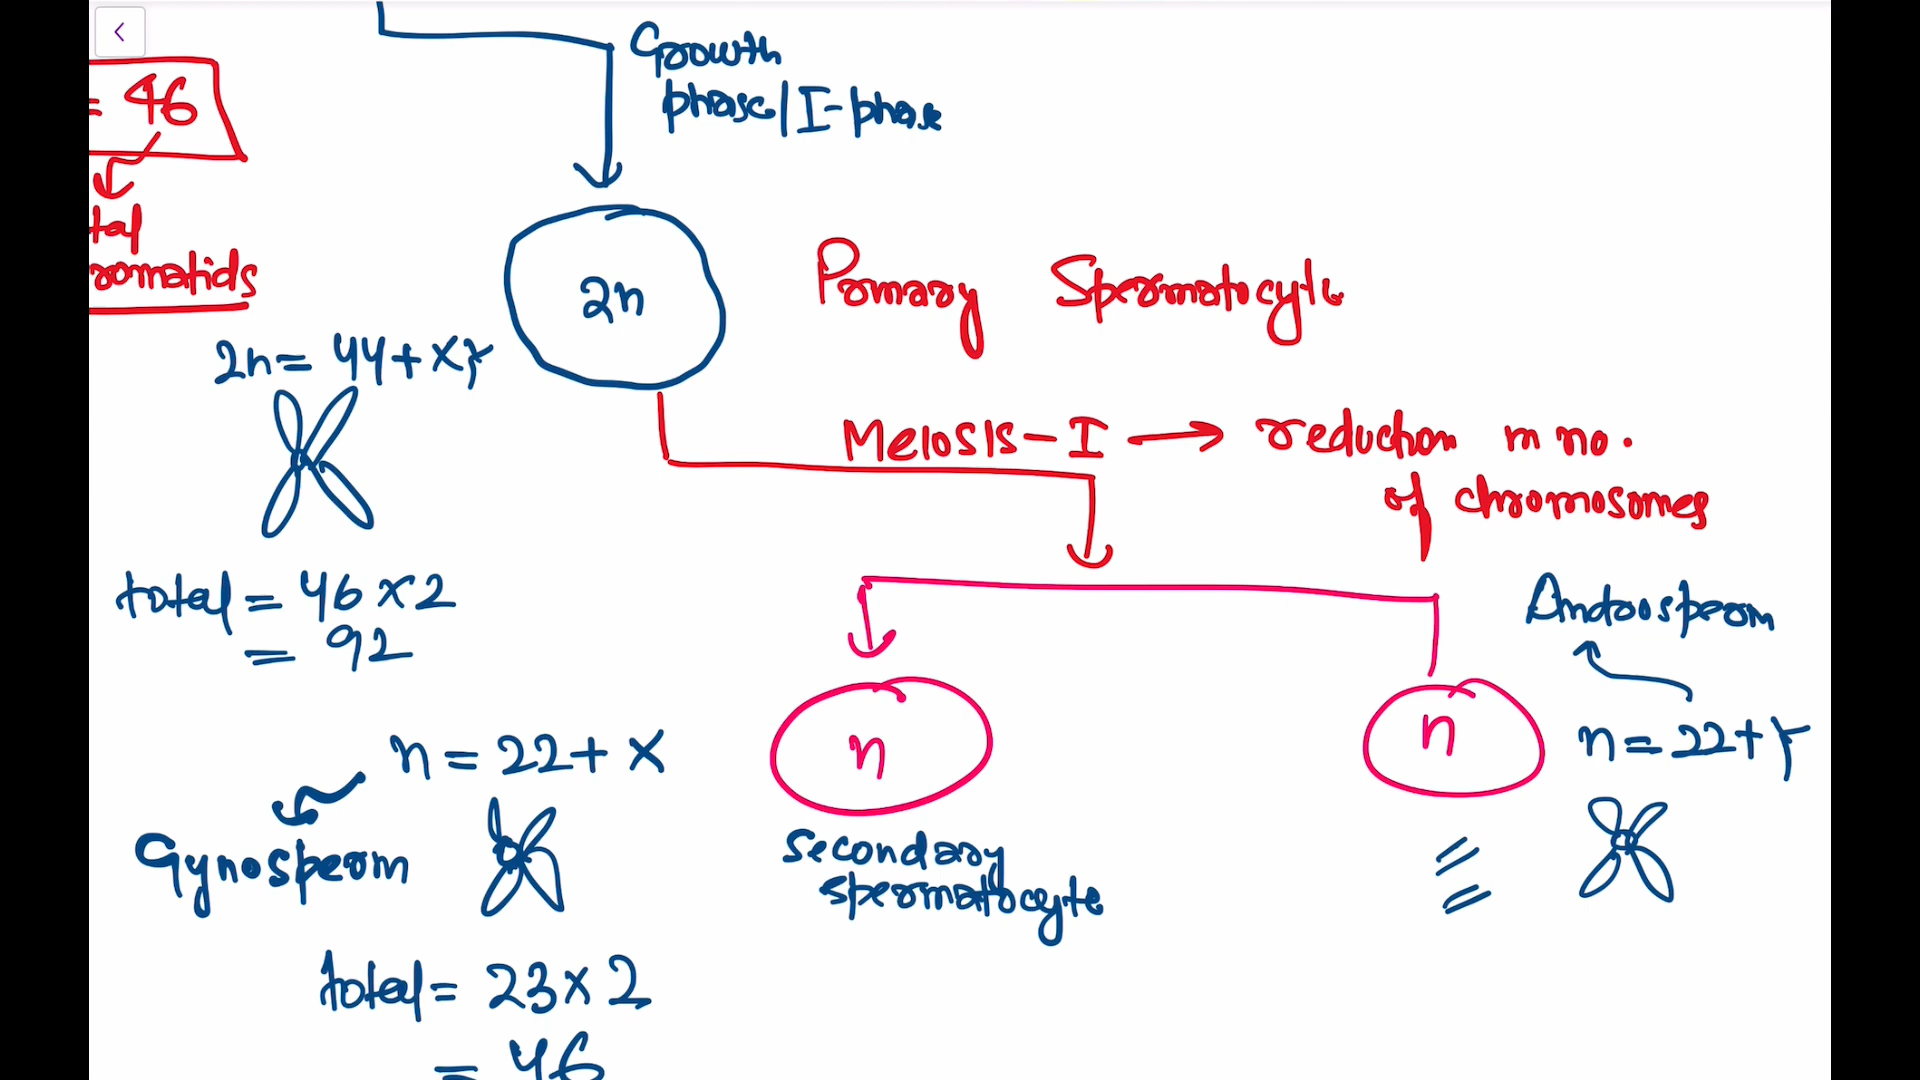 Growth
phase/I-phase
= 46
tal
romatids
2n
Primary Spermatocyte
2n = 44 + XY
Meiosis-I → reduction in no.
of chromosomes
total = 46 x 2
= 92
Androsperm
n = 22 + X
n
n
n = 22 + Y
Gynosperm
Secondary
spermatocyte
total = 23 x 2
= 46